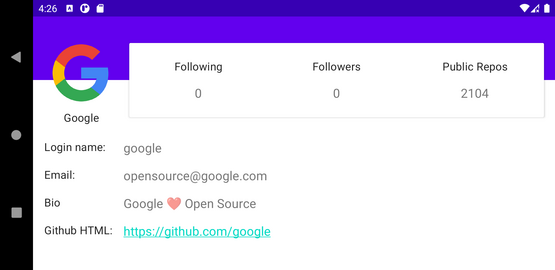 4:26
Following Followers Public Repos
0 0 2104
Google
Login name: google
Email: opensource@google.com
Bio Google ❤️ Open Source
Github HTML: https://github.com/google